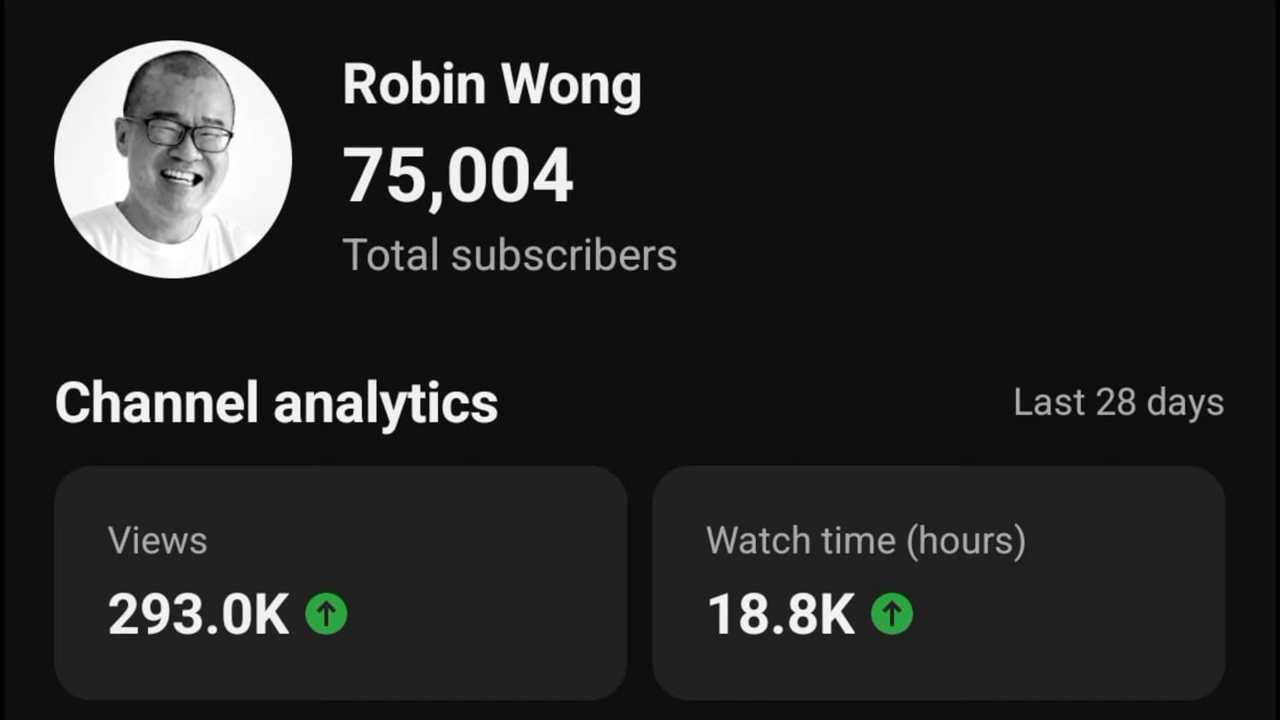 Robin Wong
75,004
Total subscribers
Channel analytics
Last 28 days
Views
293.0K
Watch time (hours)
18.8K